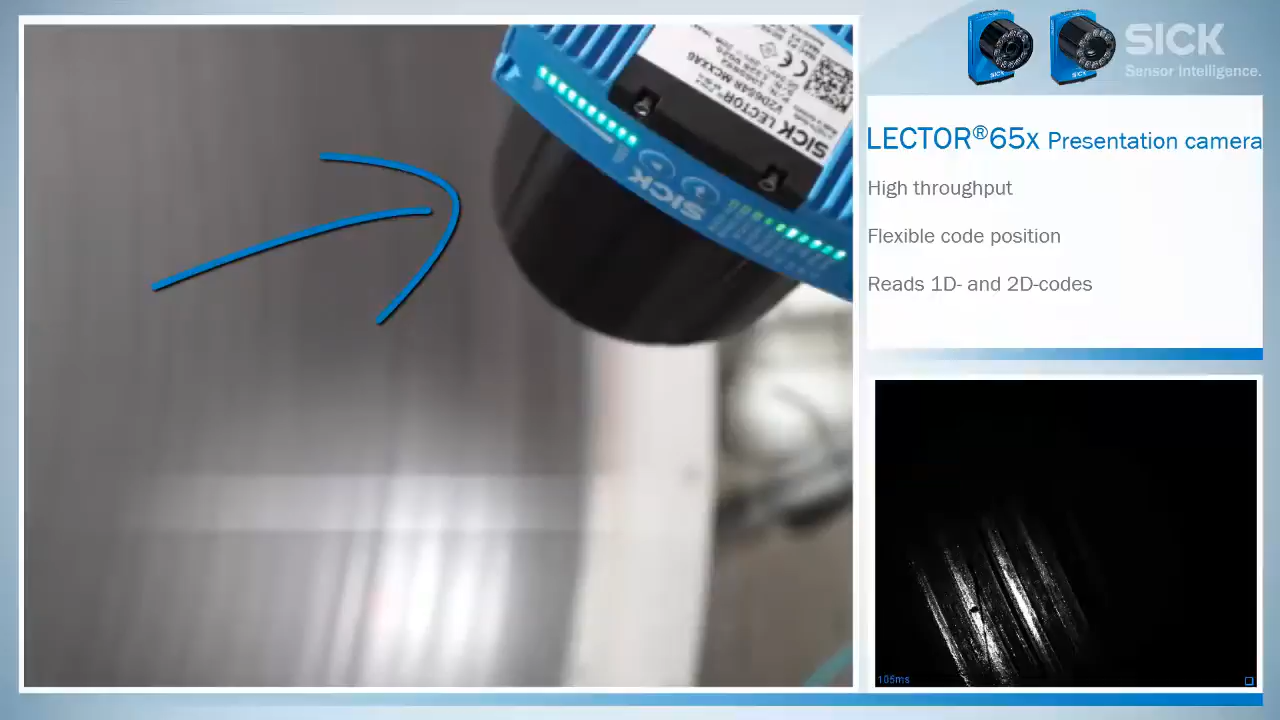 SICK
Sensor Intelligence.
LECTOR®65x Presentation camera
High throughput
Flexible code position
Reads 1D- and 2D-codes
SICK LECTOR®
SICK
105ms